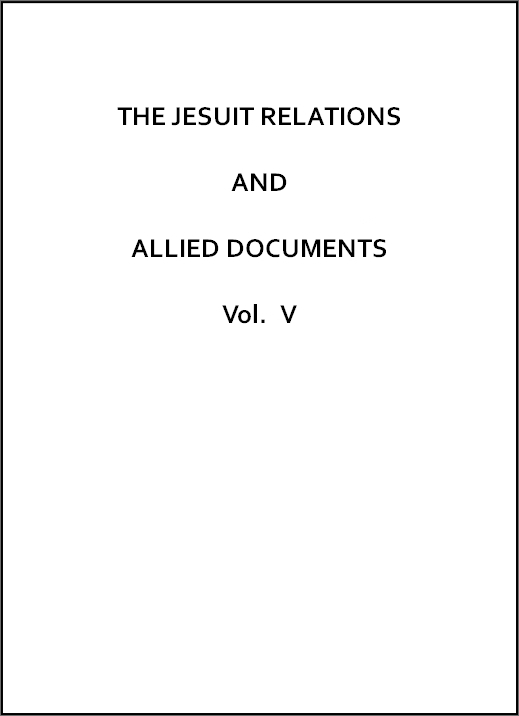 THE JESUIT RELATIONS
AND
ALLIED DOCUMENTS
Vol. V